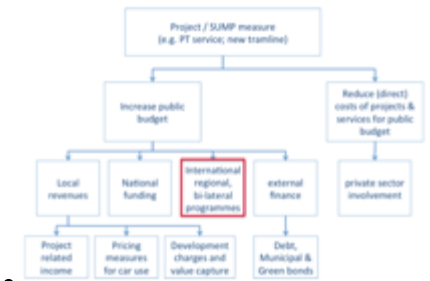 Project / SUMP measure
(e.g. PT service; new tramline)
Increase public
budget
Reduce (direct)
costs of projects &
services for public
budget
Local
revenues
National
funding
International
regional,
bi-lateral
programmes
external
finance
private sector
involvement
Project
related
income
Pricing
measures
for car use
Development
charges and
value capture
Debt,
Municipal &
Green bonds